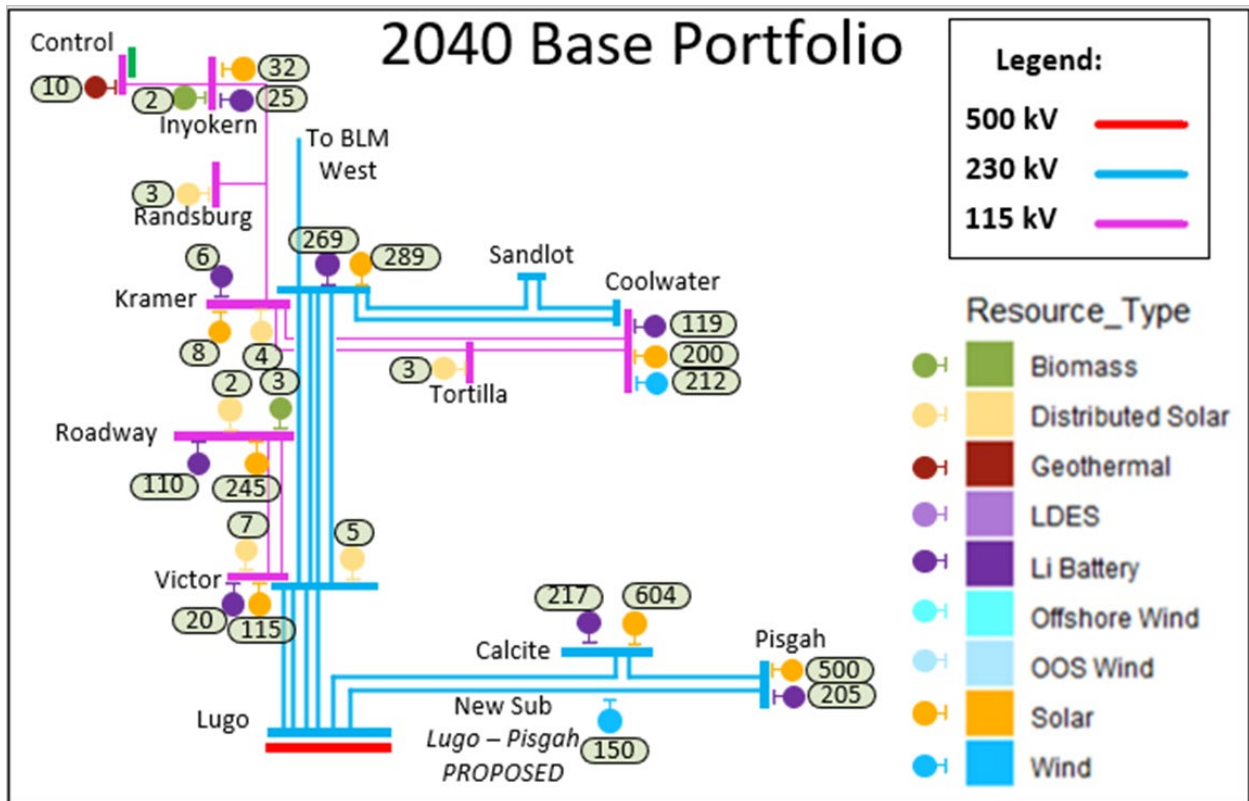 2040 Base Portfolio
Legend:
500 kV
230 kV
115 kV
Control
10
2
32
25
Inyokern
To BLM
West
3
Randsburg
269
289
6
Kramer
8
4
Sandlot
Coolwater
119
200
212
3
Tortilla
2
3
Roadway
110
245
7
5
Victor
20
115
217
604
Calcite
Pisgah
500
205
Lugo
New Sub
Lugo – Pisgah
PROPOSED
150
Resource_Type
Biomass
Distributed Solar
Geothermal
LDES
Li Battery
Offshore Wind
OOS Wind
Solar
Wind